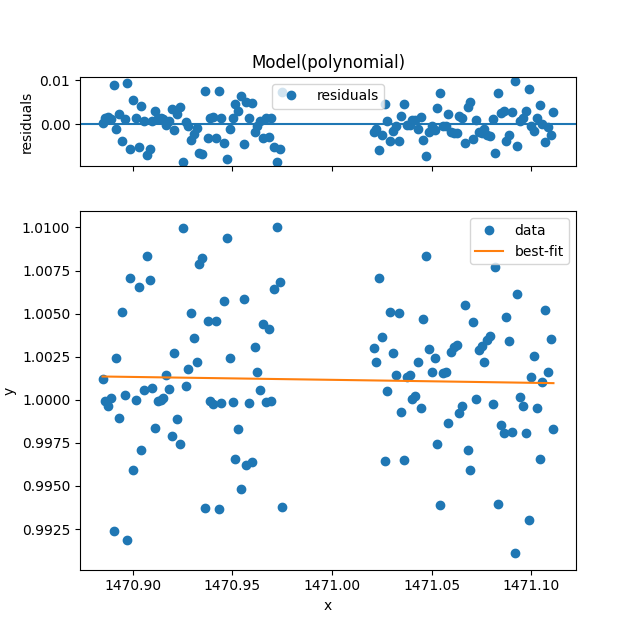 Model(polynomial)
0.01
0.00
residuals
residuals
1.0100
1.0075
1.0050
1.0025
1.0000
0.9975
0.9950
0.9925
y
data
best-fit
1470.90 1470.95 1471.00 1471.05 1471.10
x